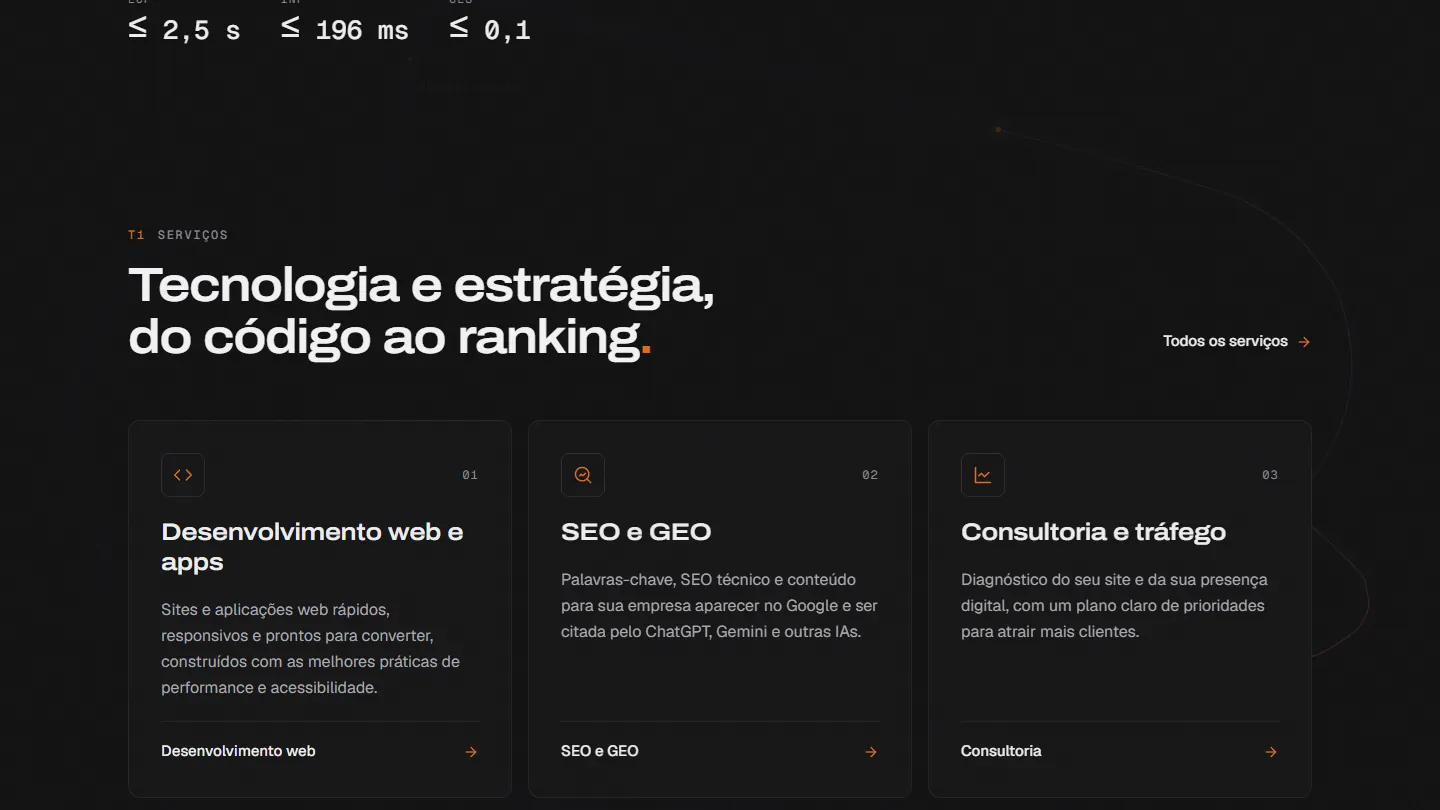 ≤ 2,5 s
≤ 196 ms
≤ 0,1
T1 SERVIÇOS
Tecnologia e estratégia,
do código ao ranking.
Todos os serviços →
01
Desenvolvimento web e
apps
Sites e aplicações web rápidos,
responsivos e prontos para converter,
construídos com as melhores práticas de
performance e acessibilidade.
Desenvolvimento web →
02
SEO e GEO
Palavras-chave, SEO técnico e conteúdo
para sua empresa aparecer no Google e ser
citada pelo ChatGPT, Gemini e outras IAs.
SEO e GEO →
03
Consultoria e tráfego
Diagnóstico do seu site e da sua presença
digital, com um plano claro de prioridades
para atrair mais clientes.
Consultoria →